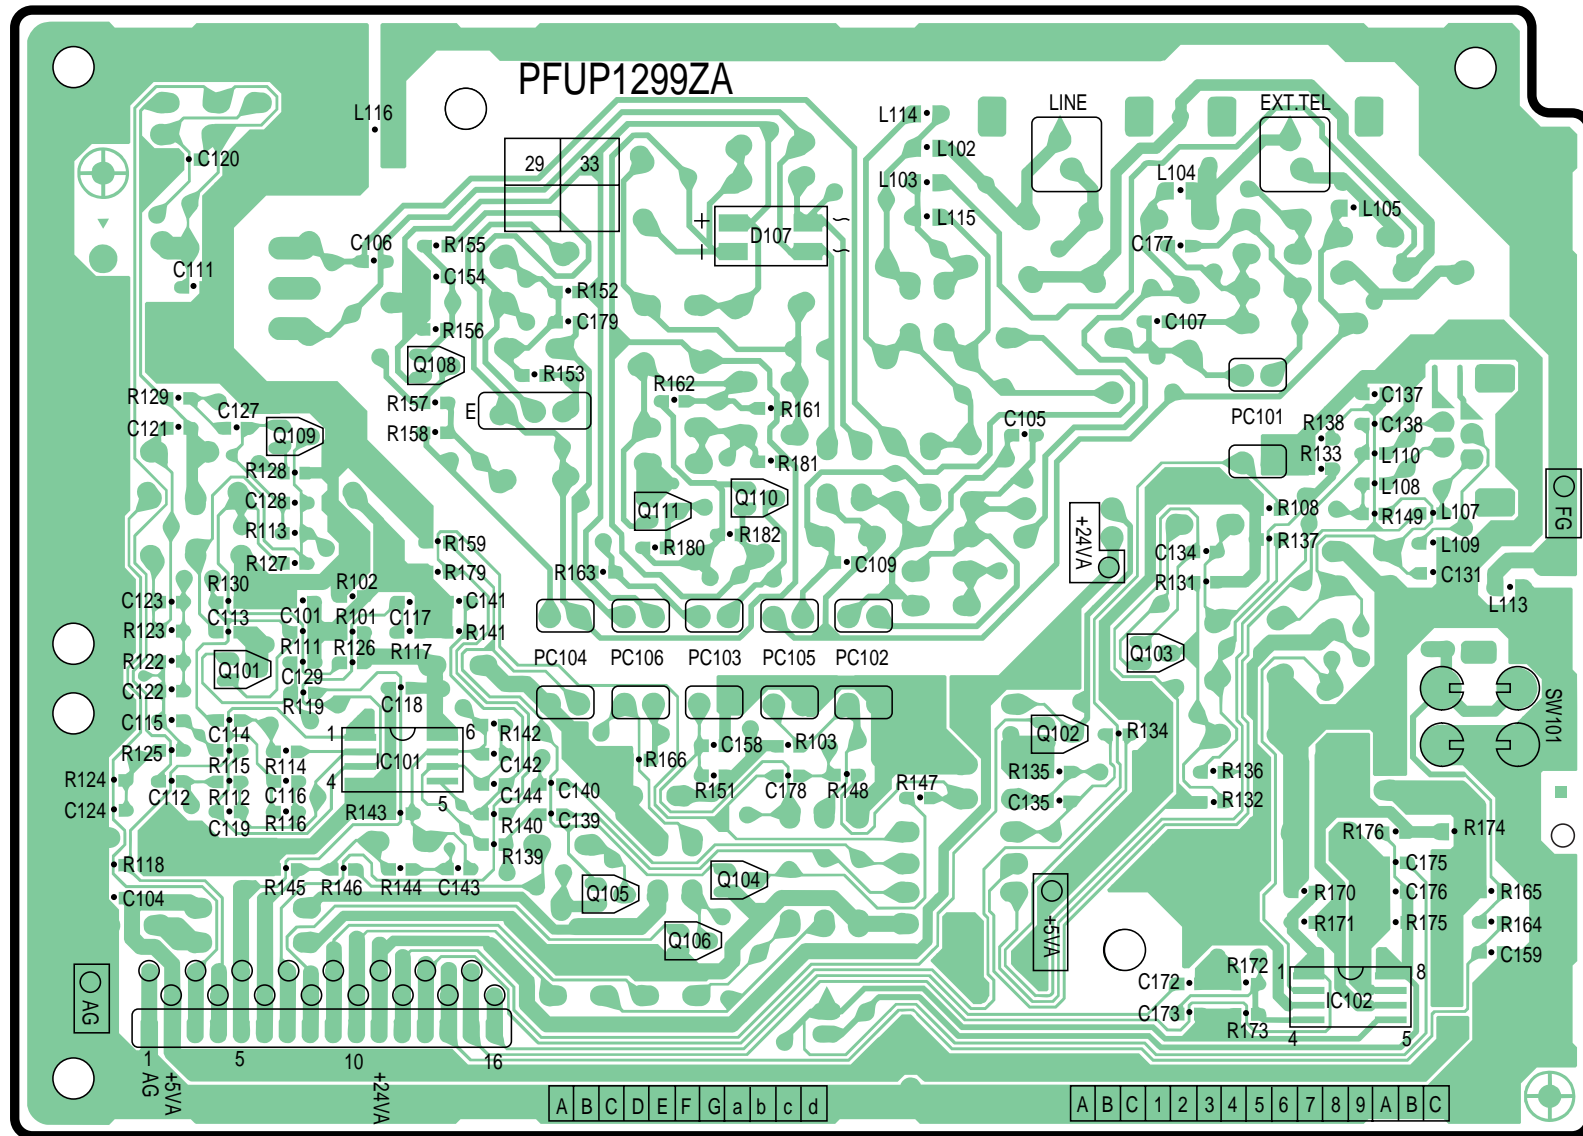 PFUP1299ZA
L116
L114
LINE
EXT.TEL
C120
29 33
L102
L103
L104
L115
L105
+ D107 ~
− ~
C106
R155
C177
C111
C154
R152
R156
C179
C107
Q108
R153
R162
R129
R157
E
R161
C137
C127
C121
Q109
R158
C105
PC101
R138
C138
R128
R181
R133
L110
C128
Q111
Q110
L108
R113
+24VA
R108
R149
L107
FG
R159
R180
R182
R137
L109
R127
R179
R163
C109
C134
R131
C131
R130
R102
C123
C113
C101
R101
C117
C141
L113
R123
R111
R126
R117
R141
R122
Q101
C129
PC104
PC106
PC103
PC105
PC102
Q103
C122
R119
C118
SW101
C115
C114
1
6
R142
Q102
R134
R125
R115
R114
IC101
C142
R166
C158
R103
R124
C112
R112
C116
4
5
C144
C140
R151
C178
R148
R147
R135
R136
C124
C119
R116
R143
R140
C139
C135
R132
R176
R174
R118
R139
C175
C104
R145
R146
R144
C143
Q105
Q104
+5VA
R170
C176
R165
Q106
R171
R175
R164
C159
AG
C172
R172
1
8
IC102
C173
R173
4
5
1
5
10
16
AG
+5VA
+24VA
A B C D E F G a b c d
A B C 1 2 3 4 5 6 7 8 9 A B C